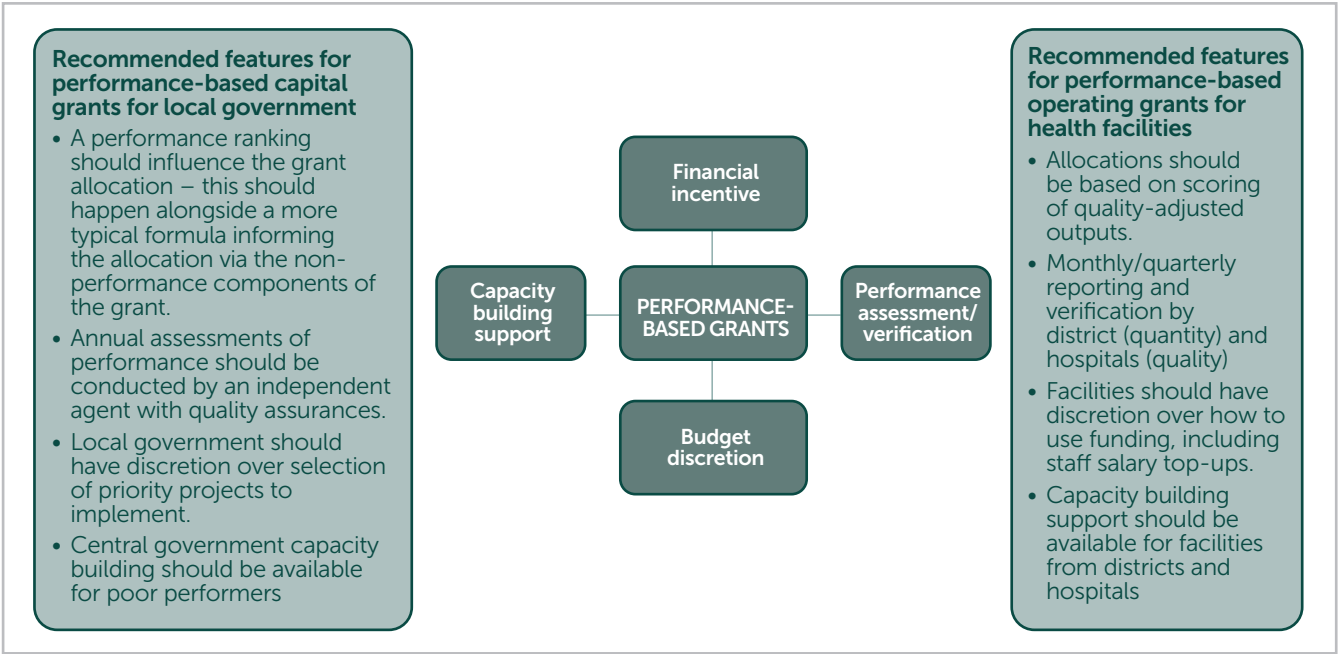 Recommended features for
performance-based capital
grants for local government
• A performance ranking
should influence the grant
allocation – this should
happen alongside a more
typical formula informing
the allocation via the non-
performance components of
the grant.
• Annual assessments of
performance should be
conducted by an independent
agent with quality assurances.
• Local government should
have discretion over selection
of priority projects to
implement.
• Central government capacity
building should be available
for poor performers
Financial
incentive
Capacity
building
support
PERFORMANCE-
BASED GRANTS
Performance
assessment/
verification
Budget
discretion
Recommended features
for performance-based
operating grants for
health facilities
• Allocations should
be based on scoring
of quality-adjusted
outputs.
• Monthly/quarterly
reporting and
verification by
district (quantity) and
hospitals (quality)
• Facilities should have
discretion over how to
use funding, including
staff salary top-ups.
• Capacity building
support should be
available for facilities
from districts and
hospitals